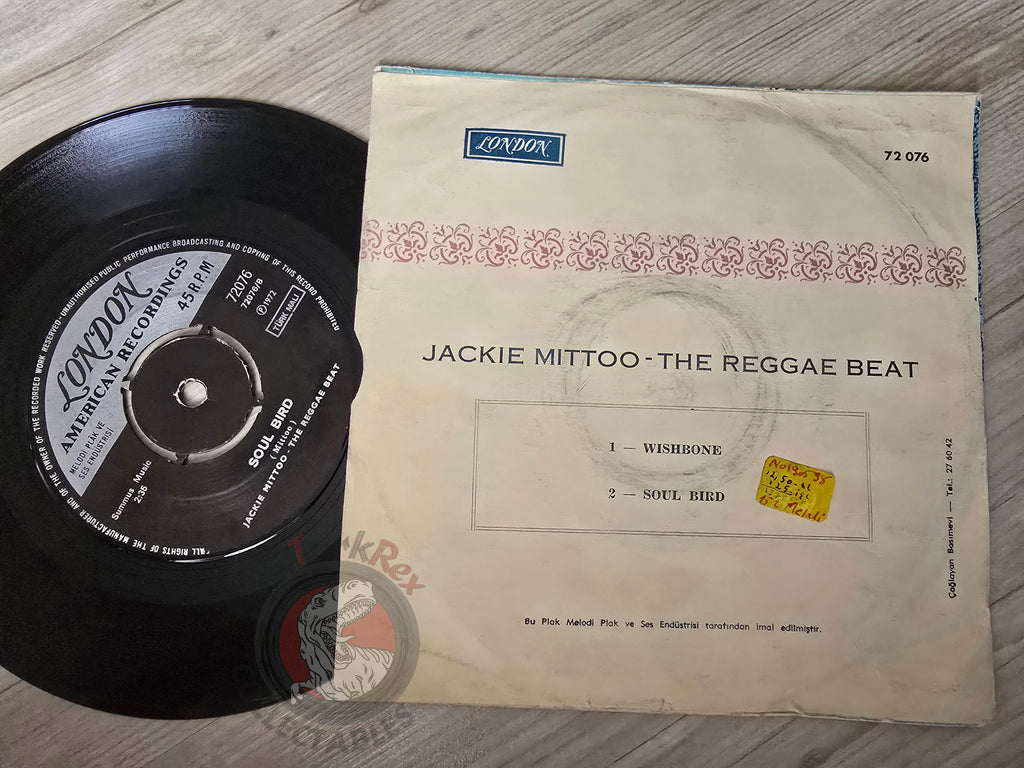 *ALL RIGHTS OF THE MANUFACTURER AND OF THE OWNER OF THE RECORDED WORK RESERVED-UNAUTHORISED PUBLIC PERFORMANCE BROADCASTING AND COPYING OF THIS RECORD PROHIBITED
LONDON
AMERICAN RECORDINGS
MELODİ PLAK VE
SES ENDÜSTRİSİ
45 R.P.M
72076
72076/B
Ⓟ1972
TÜRK MALI
Summus Music
2:35
SOUL BIRD
( Mittoo )
JACKIE MITTOO - THE REGGAE BEAT
LONDON
72 076
JACKIE MITTOO - THE REGGAE BEAT
1 — WISHBONE
2 — SOUL BIRD
Bu Plak Melodi Plak ve Ses Endüstrisi tarafından imal edilmiştir.
Çağlayan Basımevi — Tel.: 27 60 42
Rex